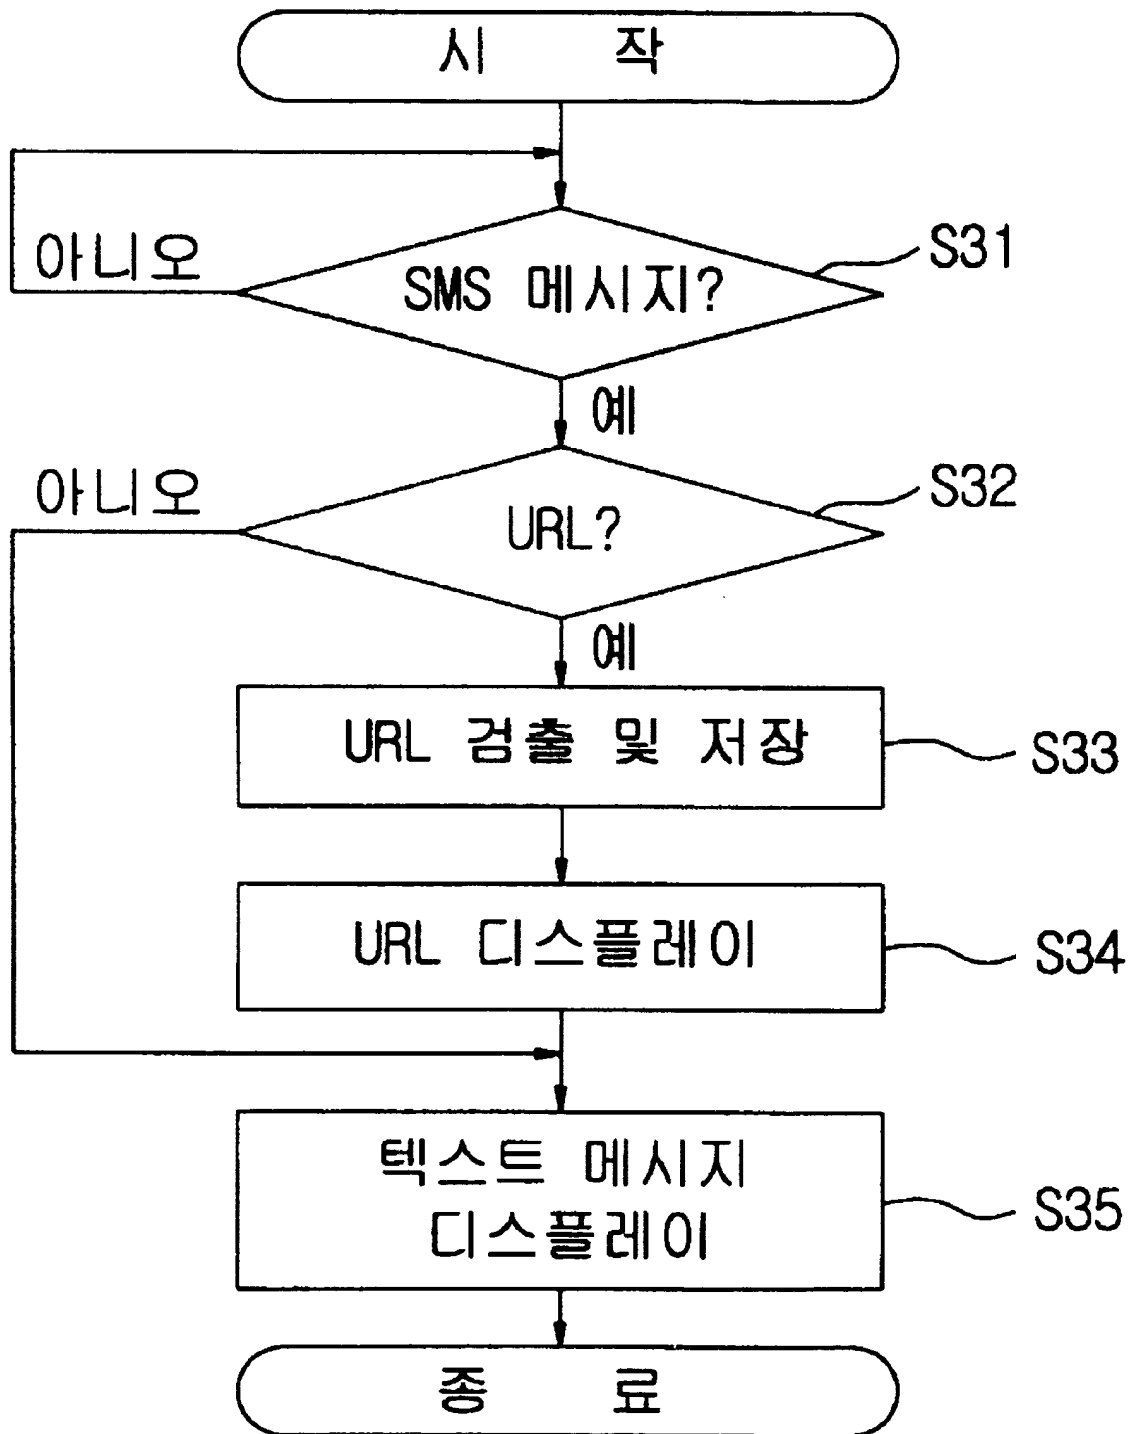 시 작
아니오
SMS 메시지?
S31
예
아니오
URL?
S32
예
URL 검출 및 저장
S33
URL 디스플레이
S34
텍스트 메시지
디스플레이
S35
종 료